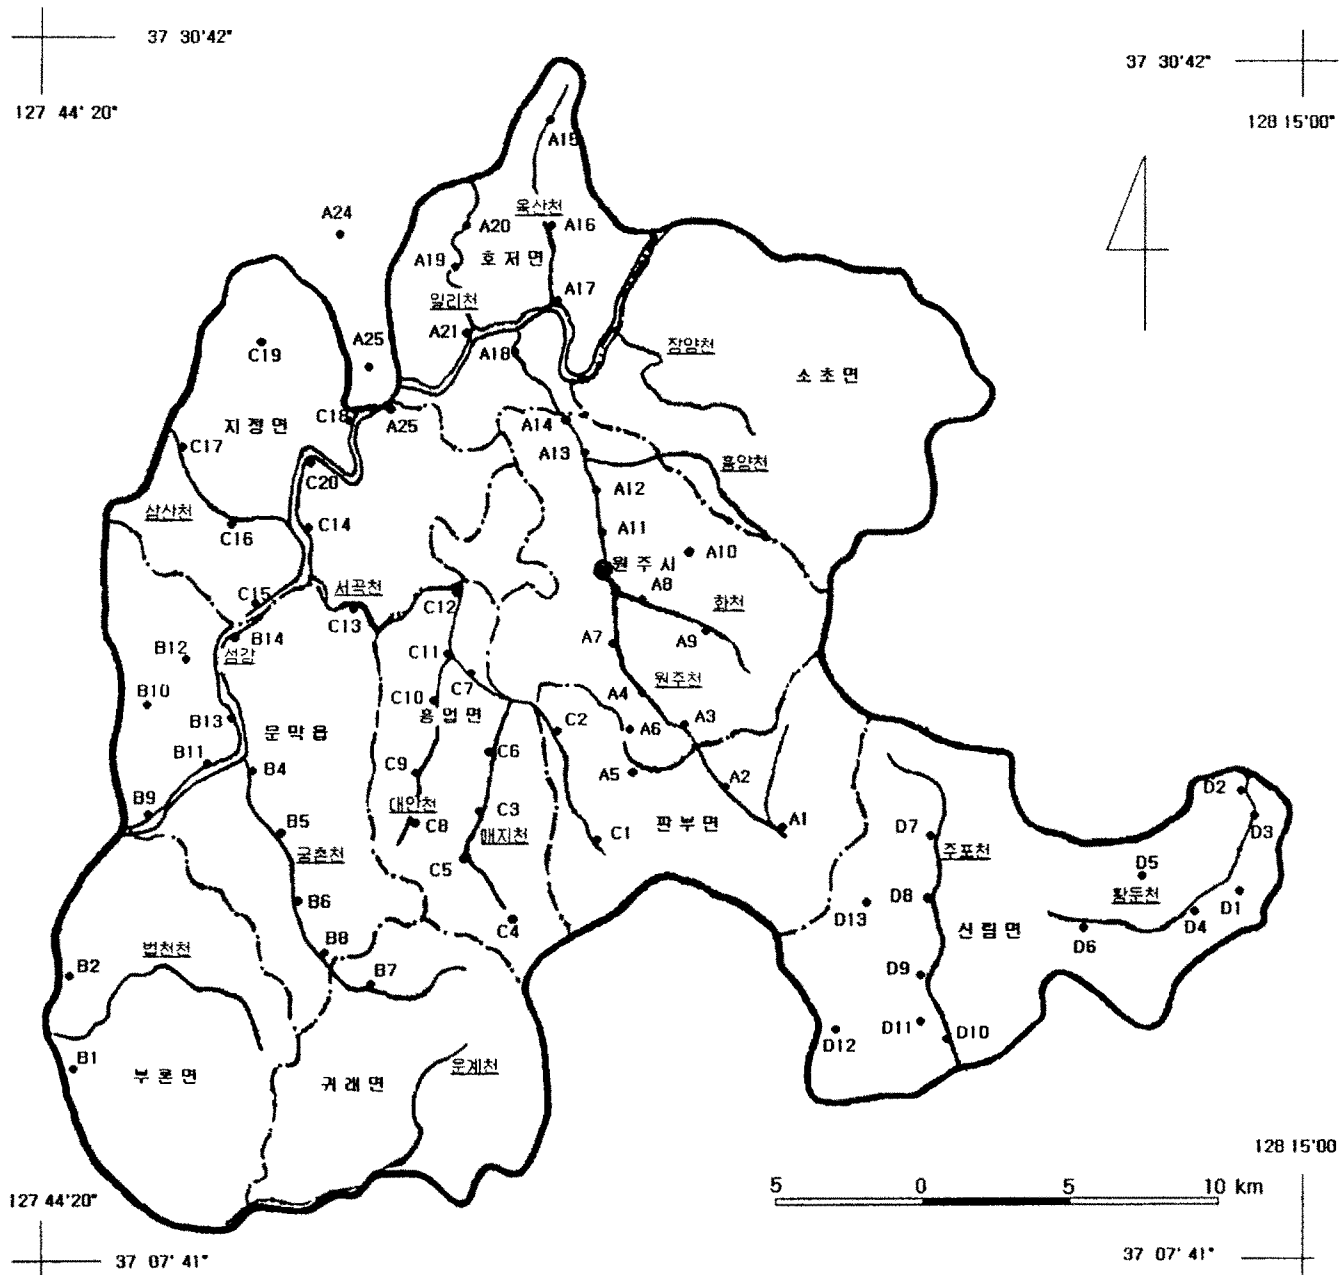 37 30'42"
37 30'42"
127 44' 20"
128 15'00"
A15
A24
옥산천
A20
A16
A19
호저면
일리천
A17
A21
A18
장양천
C19
A25
소초면
C18
A25
지정면
A14
C17
A13
흥양천
C20
A12
삼산천
C16
C14
A11
A10
원주시
서곡천
A8
화천
C15
C12
C13
B14
A7
A9
B12
섬강
C11
C7
원주천
B10
C10
A4
흥업면
B13
문막읍
C2
A6
A3
C6
B11
B4
C9
A5
A2
대안천
D2
B9
C3
C8
매지천
판부면
A1
D3
B5
D7
굴촌천
C1
주포천
C5
D5
황둔천
B6
D8
D1
D13
신림면
D4
C4
D6
법천천
B8
B2
B7
D9
D11
D12
D10
B1
부론면
귀래면
운계천
128 15'00
127 44'20"
5 0 5 10 km
37 07' 41"
37 07' 41"